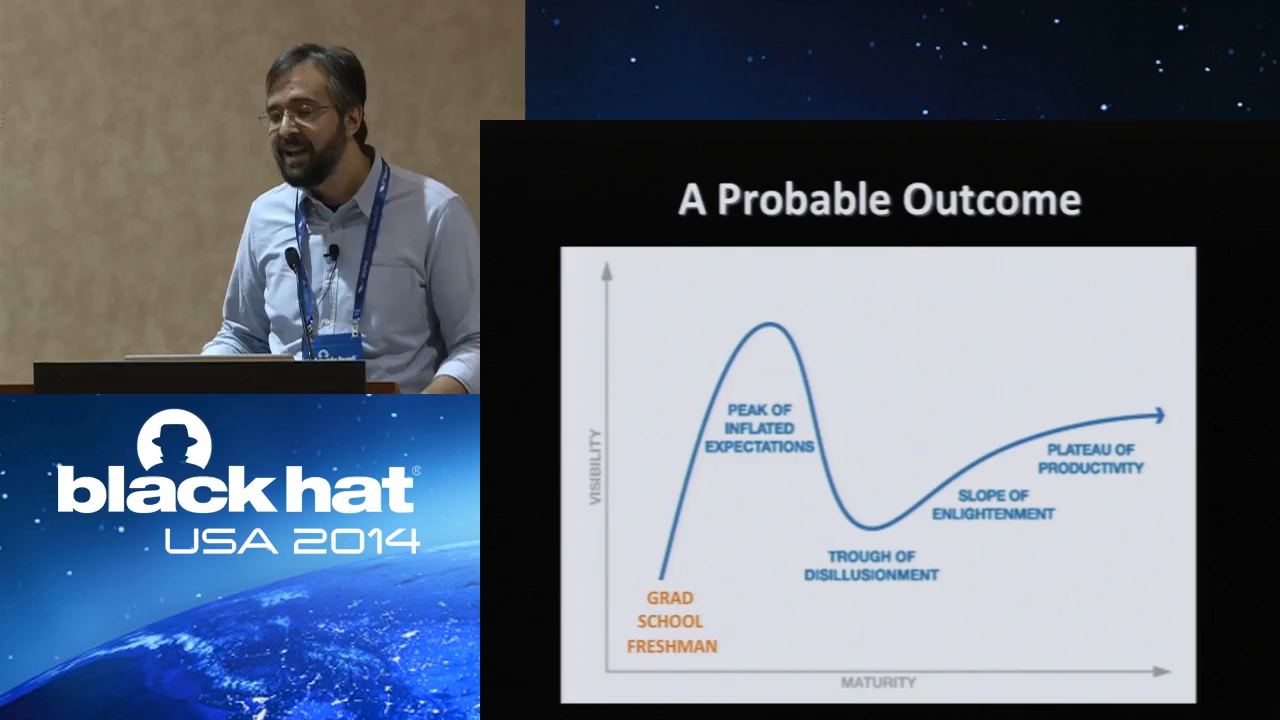 A Probable Outcome
VISIBILITY
PEAK OF
INFLATED
EXPECTATIONS
PLATEAU OF
PRODUCTIVITY
SLOPE OF
ENLIGHTENMENT
TROUGH OF
DISILLUSIONMENT
GRAD
SCHOOL
FRESHMAN
MATURITY
black hat®
USA 2014